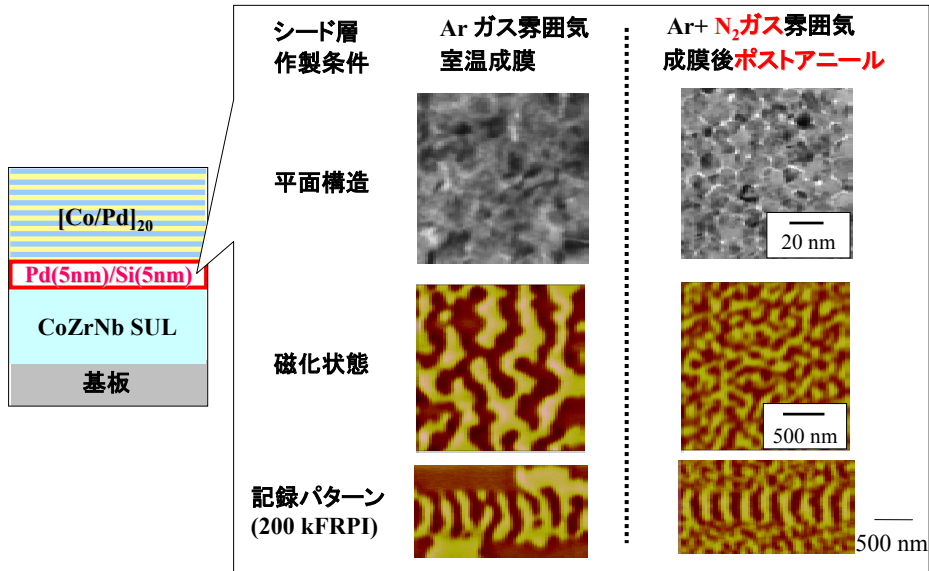 シード層
作製条件
Ar ガス雰囲気
室温成膜
Ar+ N₂ガス雰囲気
成膜後ポストアニール
平面構造
20 nm
[Co/Pd]₂₀
Pd(5nm)/Si(5nm)
CoZrNb SUL
基板
磁化状態
500 nm
記録パターン
(200 kFRPI)
500 nm